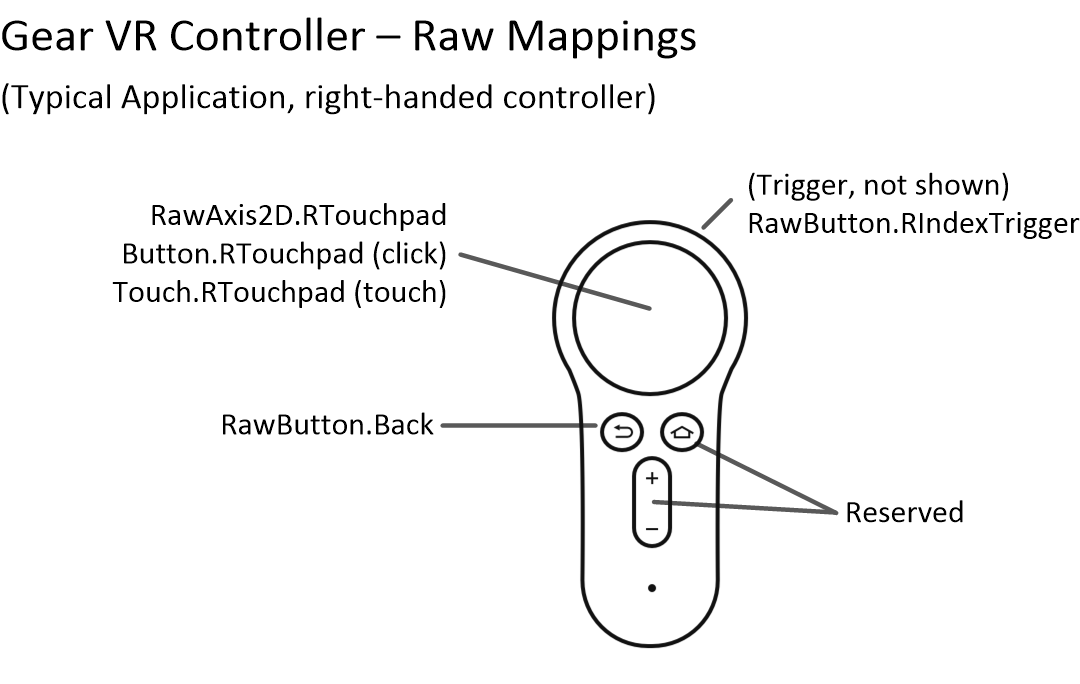 Gear VR Controller – Raw Mappings
(Typical Application, right-handed controller)
(Trigger, not shown)
RawButton.RIndexTrigger
RawAxis2D.RTouchpad
Button.RTouchpad (click)
Touch.RTouchpad (touch)
RawButton.Back
+
−
Reserved